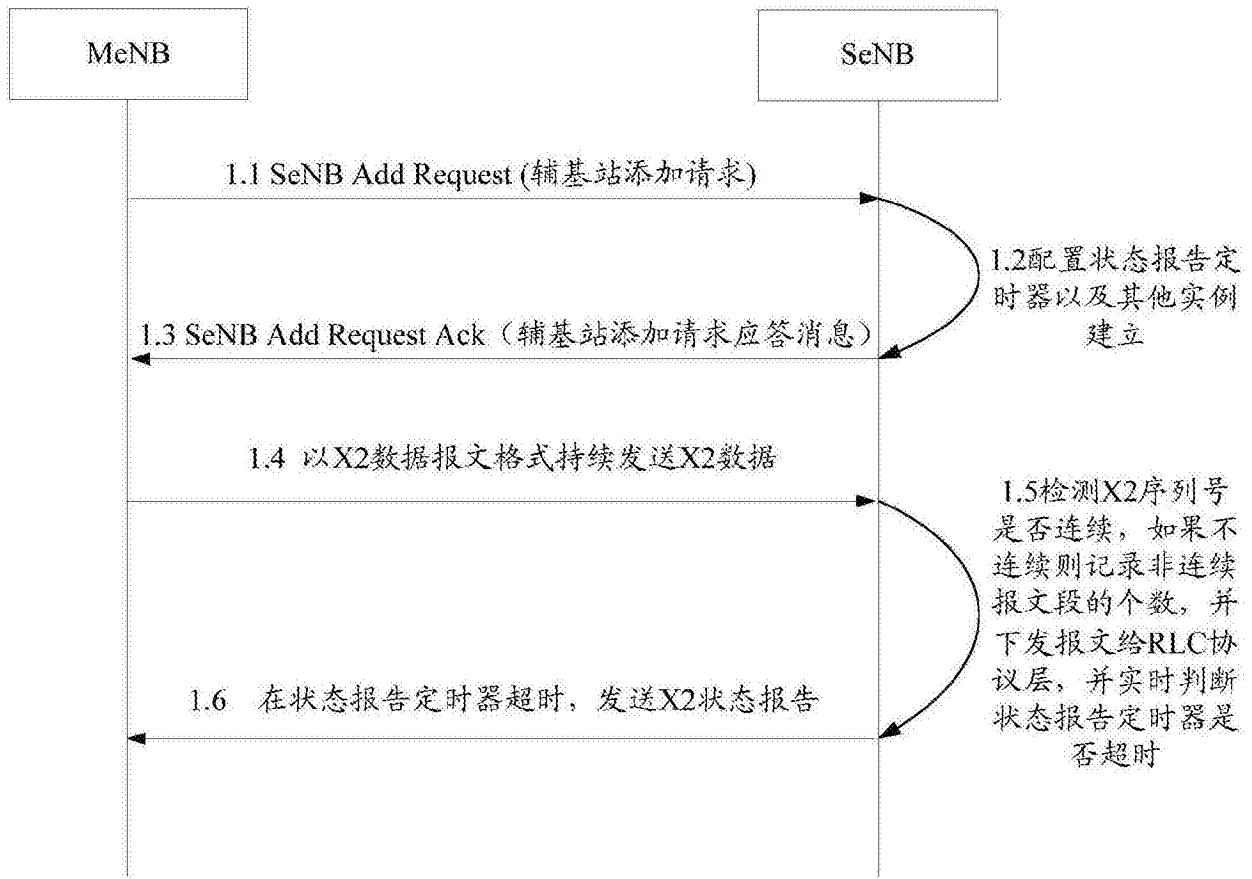 MeNB
SeNB
1.1 SeNB Add Request (辅基站添加请求)
1.2配置状态报告定
时器以及其他实例
建立
1.3 SeNB Add Request Ack（辅基站添加请求应答消息）
1.4 以X2数据报文格式持续发送X2数据
1.5检测X2序列号
是否连续，如果不
连续则记录非连续
报文段的个数，并
下发报文给RLC协
议层，并实时判断
状态报告定时器是
否超时
1.6 在状态报告定时器超时，发送X2状态报告